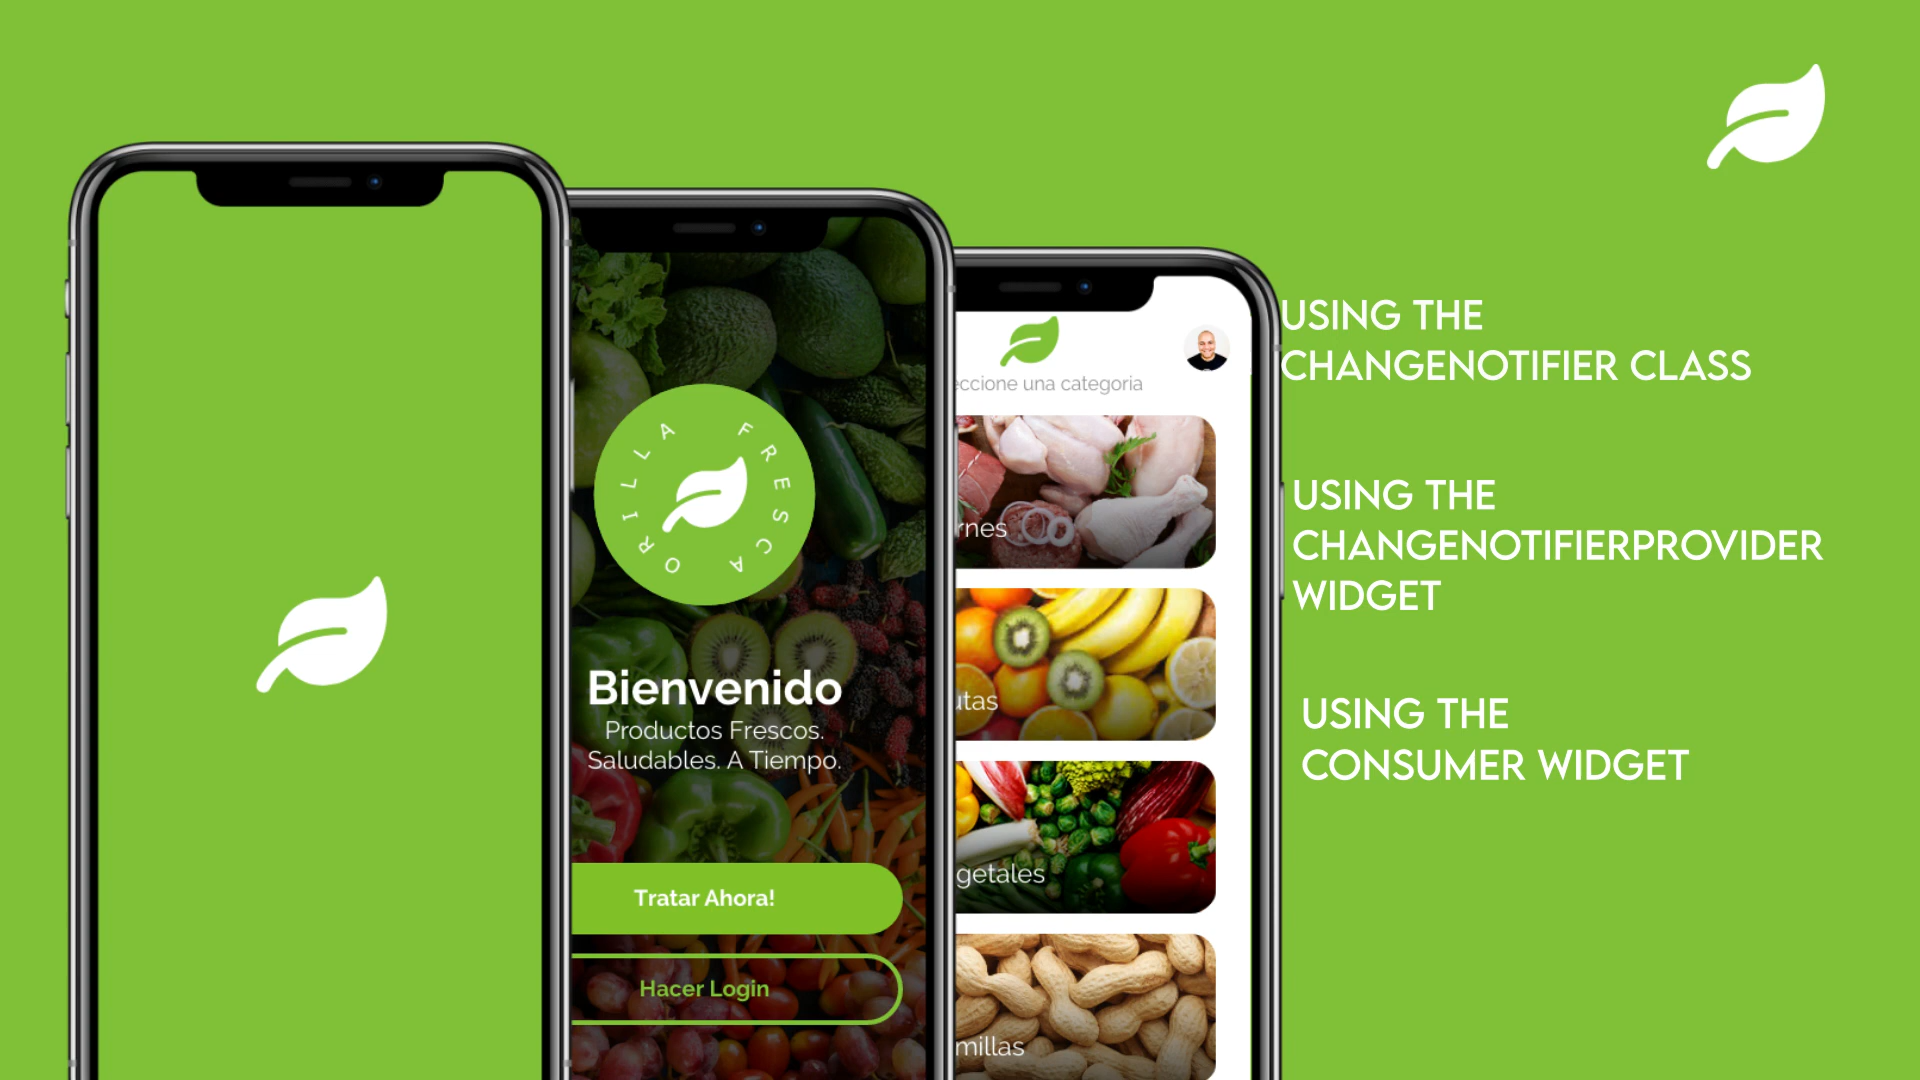 ORILLA FRESCA
Bienvenido
Productos Frescos.
Saludables. A Tiempo.
Tratar Ahora!
Hacer Login
eccione una categoria
rnes
utas
getales
millas
USING THE
CHANGENOTIFIER CLASS
USING THE
CHANGENOTIFIERPROVIDER
WIDGET
USING THE
CONSUMER WIDGET